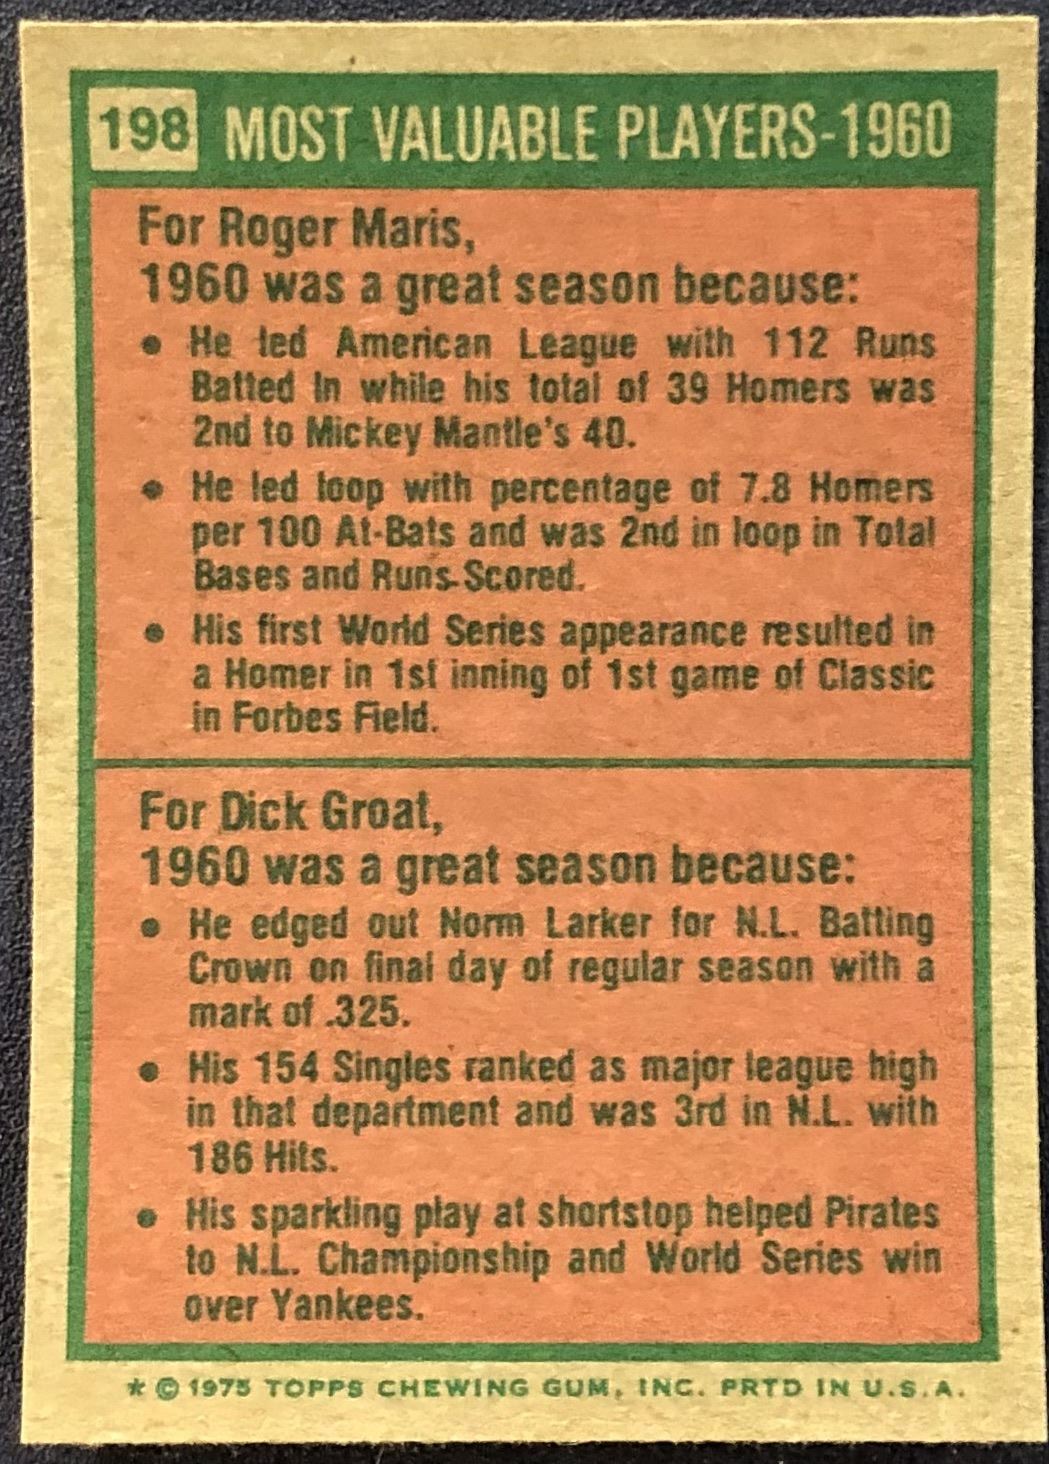 198 MOST VALUABLE PLAYERS-1960
For Roger Maris,
1960 was a great season because:
• He led American League with 112 Runs
Batted In while his total of 39 Homers was
2nd to Mickey Mantle's 40.
• He led loop with percentage of 7.8 Homers
per 100 At-Bats and was 2nd in loop in Total
Bases and Runs-Scored.
• His first World Series appearance resulted in
a Homer in 1st inning of 1st game of Classic
in Forbes Field.
For Dick Groat,
1960 was a great season because:
• He edged out Norm Larker for N.L. Batting
Crown on final day of regular season with a
mark of .325.
• His 154 Singles ranked as major league high
in that department and was 3rd in N.L. with
186 Hits.
• His sparkling play at shortstop helped Pirates
to N.L. Championship and World Series win
over Yankees.
* © 1975 TOPPS CHEWING GUM, INC. PRTD IN U.S.A.